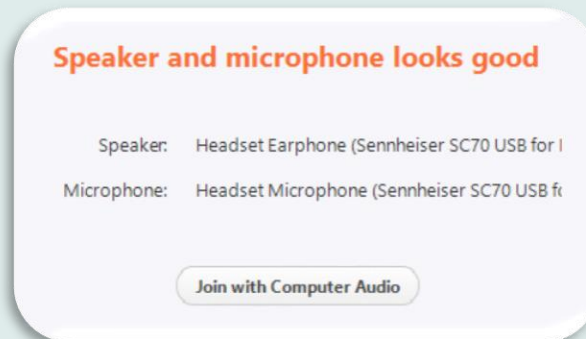 Speaker and microphone looks good
Speaker: Headset Earphone (Sennheiser SC70 USB for
Microphone: Headset Microphone (Sennheiser SC70 USB
Join with Computer Audio